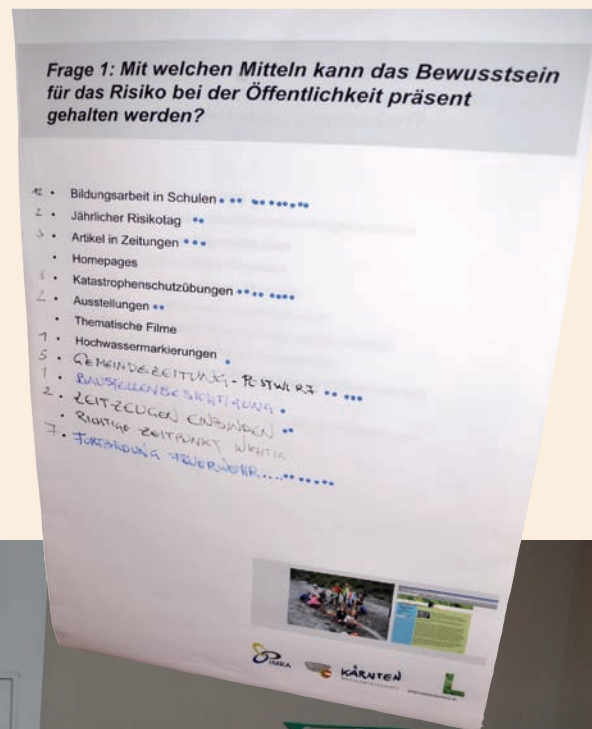 Frage 1: Mit welchen Mitteln kann das Bewusstsein
für das Risiko bei der Öffentlichkeit präsent
gehalten werden?
12 • Bildungsarbeit in Schulen
2 • Jährlicher Risikotag
3 • Artikel in Zeitungen
• Homepages
• Katastrophenschutzübungen
2 • Ausstellungen
• Thematische Filme
1 • Hochwassermarkierungen
5 • GEMEINDEZEITUNG - POSTWURF
1 • BAUSTELLENBESICHTIGUNG
2 • ZEITZEUGEN EINBINDEN
• RICHTIGE ZEITPUNKT WICHTIG
7 • FORTBILDUNG FEUERWEHR
IMRA
KÄRNTEN